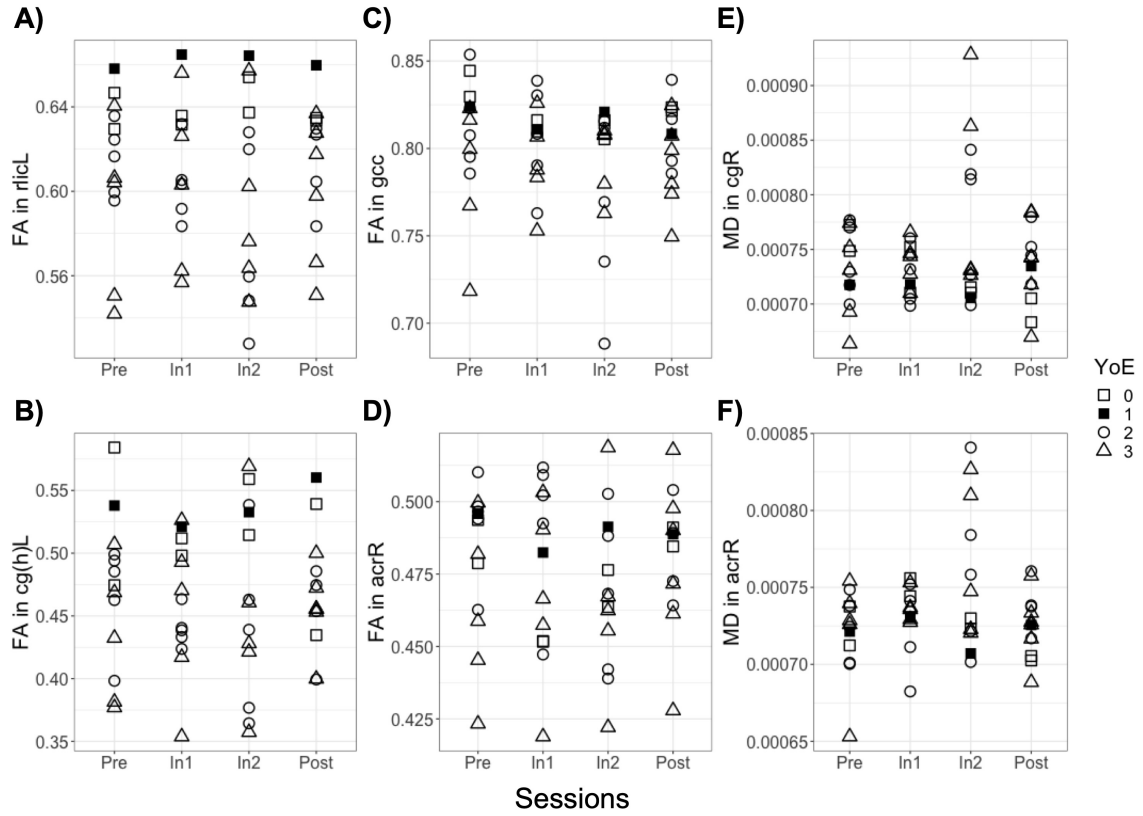 A)
FA in rlicL
0.64
0.60
0.56
Pre In1 In2 Post
C)
FA in gcc
0.85
0.80
0.75
0.70
Pre In1 In2 Post
E)
MD in cgR
0.00090
0.00085
0.00080
0.00075
0.00070
Pre In1 In2 Post
B)
FA in cg(h)L
0.55
0.50
0.45
0.40
0.35
Pre In1 In2 Post
D)
FA in acrR
0.500
0.475
0.450
0.425
Pre In1 In2 Post
F)
MD in acrR
0.00085
0.00080
0.00075
0.00070
0.00065
Pre In1 In2 Post
YoE
0
1
2
3
Sessions